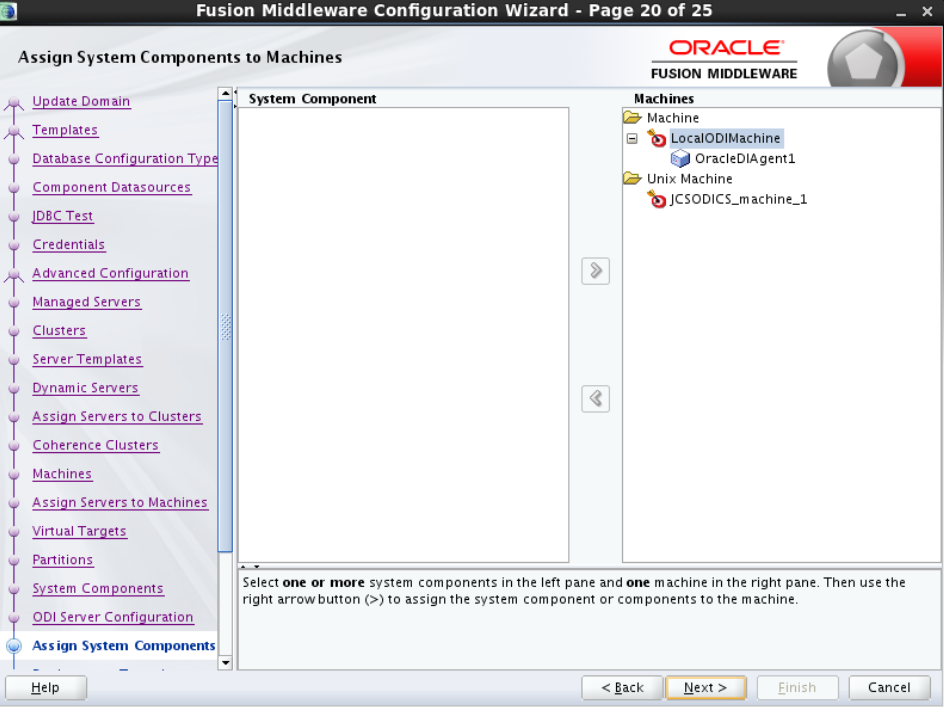 Fusion Middleware Configuration Wizard - Page 20 of 25
Assign System Components to Machines
ORACLE
FUSION MIDDLEWARE
Update Domain
Templates
Database Configuration Type
Component Datasources
JDBC Test
Credentials
Advanced Configuration
Managed Servers
Clusters
Server Templates
Dynamic Servers
Assign Servers to Clusters
Coherence Clusters
Machines
Assign Servers to Machines
Virtual Targets
Partitions
System Components
ODI Server Configuration
Assign System Components
System Component
Machines
Machine
LocalODIMachine
OracleDIAgent1
Unix Machine
JCSODICS_machine_1
Select one or more system components in the left pane and one machine in the right pane. Then use the
right arrow button (>) to assign the system component or components to the machine.
Help
< Back
Next >
Finish
Cancel